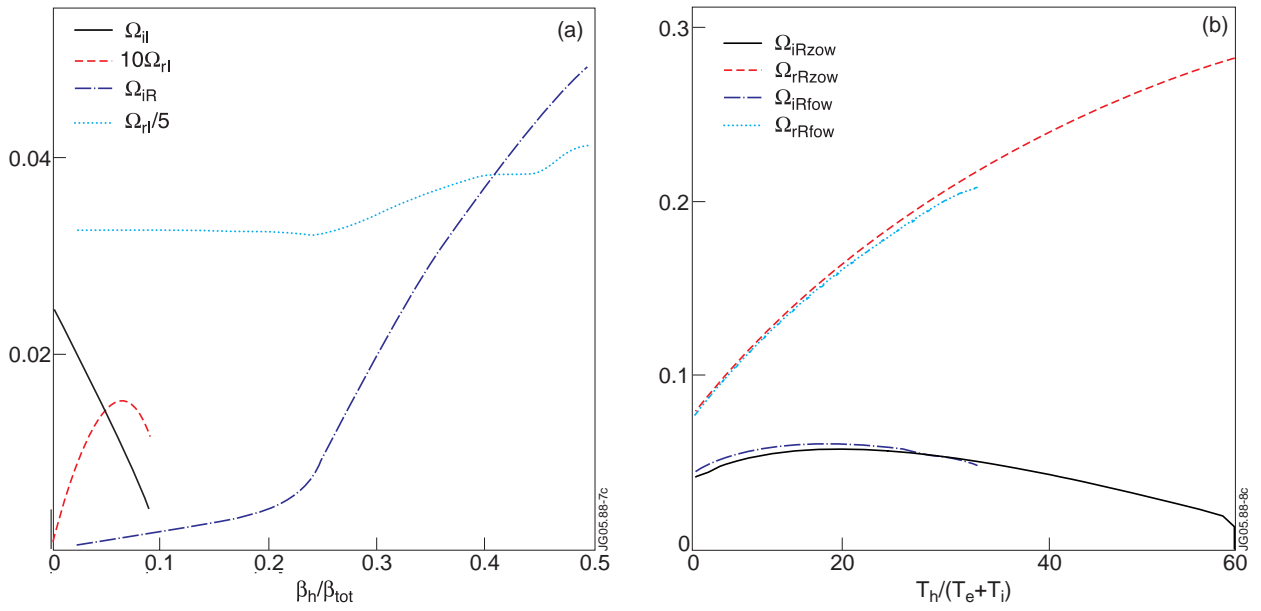 (a)
Ω_iI
10Ω_rI
Ω_iR
Ω_rI/5
0.04
0.02
0 0.1 0.2 0.3 0.4 0.5
β_h/β_tot
JG05.88-7c
(b)
Ω_iRzow
Ω_rRzow
Ω_iRfow
Ω_rRfow
0.3
0.2
0.1
0
0 20 40 60
T_h/(T_e+T_i)
JG05.88-8c